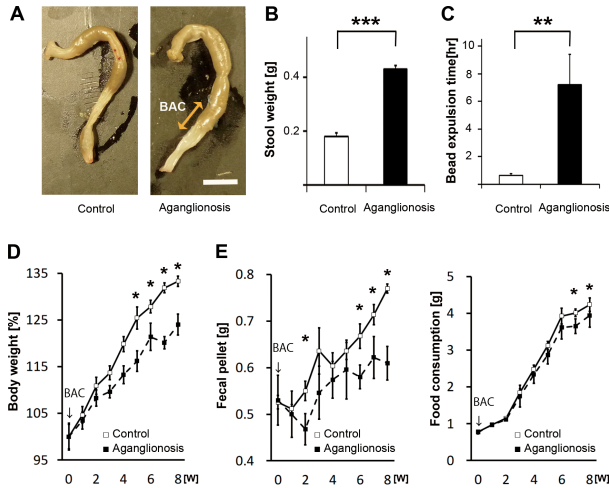 A
BAC
Control
Aganglionosis
B
***
Stool weight [g]
0.4
0.2
0
Control
Aganglionosis
C
**
Bead expulsion time[hr]
10
8
6
4
2
Control
Aganglionosis
D
Body weight [%]
135
125
115
105
95
BAC
*
*
*
*
Control
Aganglionosis
0
2
4
6
8[W]
E
Fecal pellet [g]
0.8
0.7
0.6
0.5
0.4
BAC
*
*
*
*
Control
Aganglionosis
0
2
4
6
8[W]
Food consumption [g]
5
4
3
2
1
0
BAC
*
*
Control
Aganglionosis
0
2
4
6
8[W]